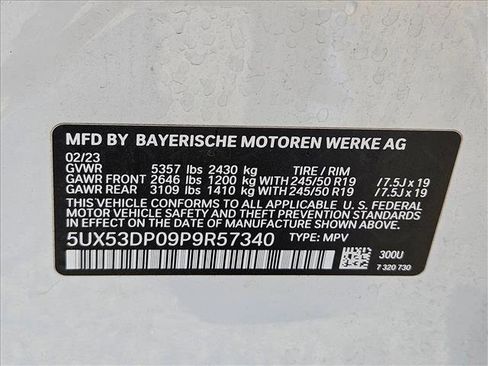 MFD BY BAYERISCHE MOTOREN WERKE AG
02/23
GVWR 5357 lbs 2430 kg TIRE / RIM
GAWR FRONT 2646 lbs 1200 kg WITH 245/50 R19 / 7.5J x 19
GAWR REAR 3109 lbs 1410 kg WITH 245/50 R19 / 7.5J x 19
THIS VEHICLE CONFORMS TO ALL APPLICABLE U. S. FEDERAL
MOTOR VEHICLE SAFETY, BUMPER, AND THEFT PREVENTION
STANDARDS IN EFFECT ON THE DATE OF MANUFACTURE SHOWN ABOVE.
5UX53DP09P9R57340 TYPE: MPV
300U
7 320 730